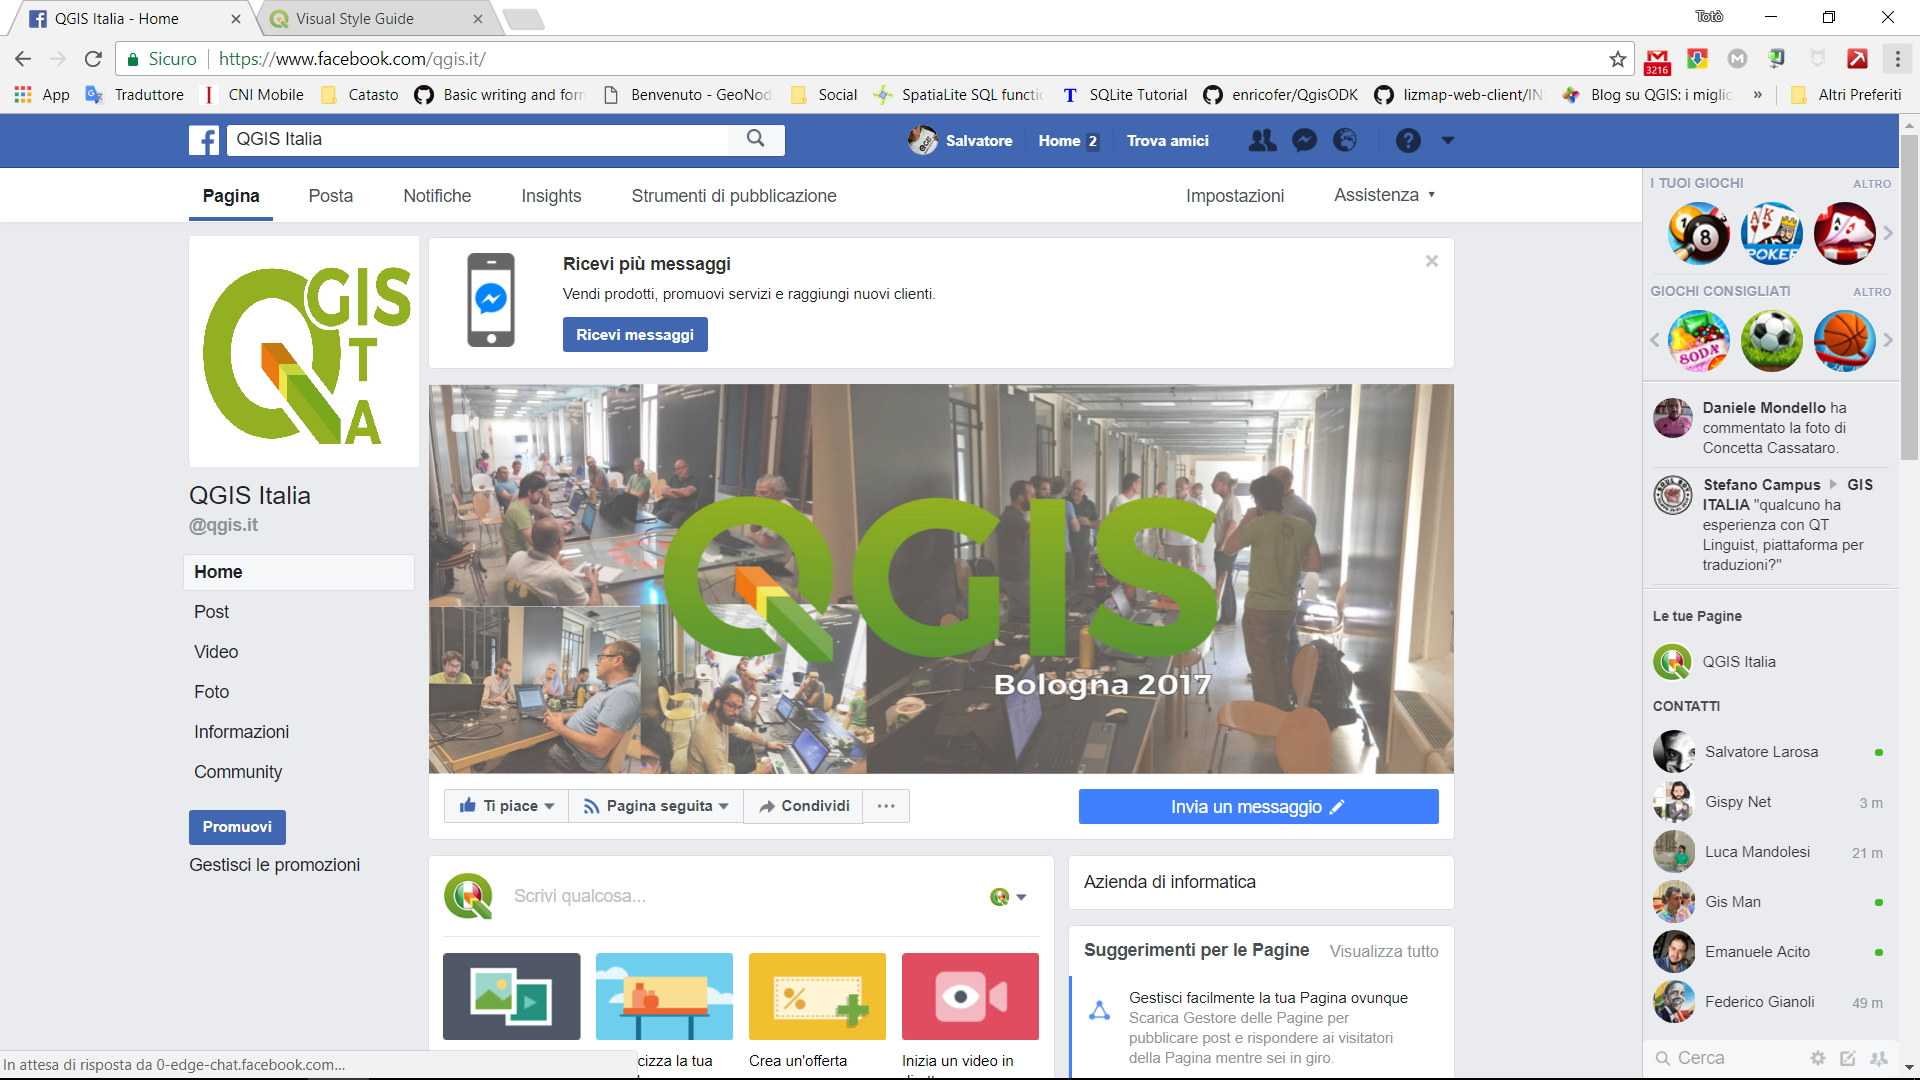 QGIS Italia - Home
Visual Style Guide
Totò
Sicuro
https://www.facebook.com/qgis.it/
3216
App
Traduttore
CNI Mobile
Catasto
Basic writing and for
Benvenuto - GeoNod
Social
SpatiaLite SQL functi
SQLite Tutorial
enricofer/QgisODK
lizmap-web-client/IN
Blog su QGIS: i miglio
»
Altri Preferiti
QGIS Italia
Salvatore
Home 2
Trova amici
Pagina
Posta
Notifiche
Insights
Strumenti di pubblicazione
Impostazioni
Assistenza
QGIS
T
A
QGIS Italia
@qgis.it
Home
Post
Video
Foto
Informazioni
Community
Promuovi
Gestisci le promozioni
Ricevi più messaggi
Vendi prodotti, promuovi servizi e raggiungi nuovi clienti.
Ricevi messaggi
QGIS
Bologna 2017
Ti piace
Pagina seguita
Condividi
...
Invia un messaggio
Scrivi qualcosa...
cizza la tua
Crea un'offerta
Inizia un video in
Azienda di informatica
Suggerimenti per le Pagine
Visualizza tutto
Gestisci facilmente la tua Pagina ovunque
Scarica Gestore delle Pagine per
pubblicare post e rispondere ai visitatori
della Pagina mentre sei in giro.
I TUOI GIOCHI
ALTRO
8
A K
POKER
A A
GIOCHI CONSIGLIATI
ALTRO
SODA
Daniele Mondello ha
commentato la foto di
Concetta Cassataro.
Stefano Campus GIS
ITALIA "qualcuno ha
esperienza con QT
Linguist, piattaforma per
traduzioni?"
Le tue Pagine
QGIS Italia
CONTATTI
Salvatore Larosa
Gispy Net
3 m
Luca Mandolesi
21 m
Gis Man
Emanuele Acito
Federico Gianoli
49 m
Cerca
In attesa di risposta da 0-edge-chat.facebook.com...